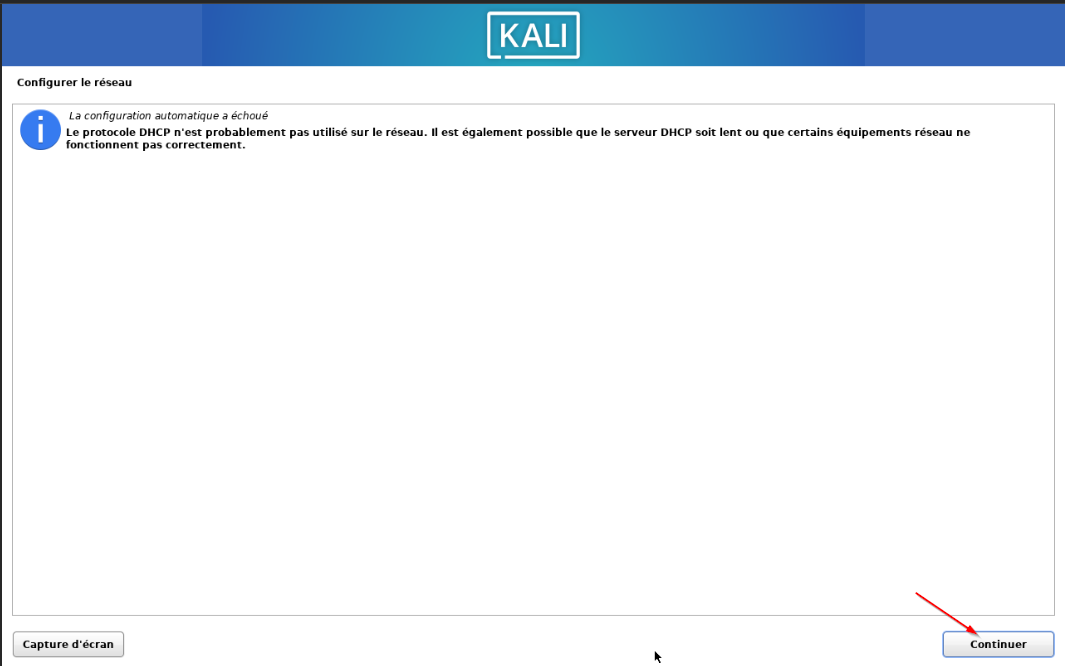 KALI
Configurer le réseau
La configuration automatique a échoué
Le protocole DHCP n'est probablement pas utilisé sur le réseau. Il est également possible que le serveur DHCP soit lent ou que certains équipements réseau ne
fonctionnent pas correctement.
Capture d'écran
Continuer